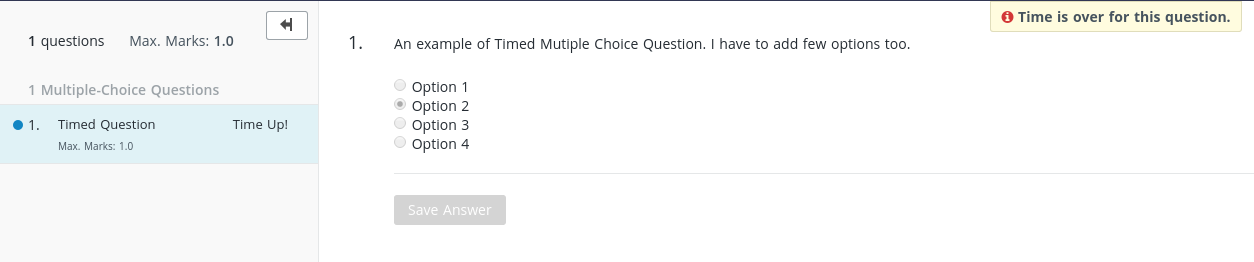 1 questions Max. Marks: 1.0
1 Multiple-Choice Questions
1. Timed Question Time Up!
Max. Marks: 1.0
Time is over for this question.
1. An example of Timed Mutiple Choice Question. I have to add few options too.
Option 1
Option 2
Option 3
Option 4
Save Answer